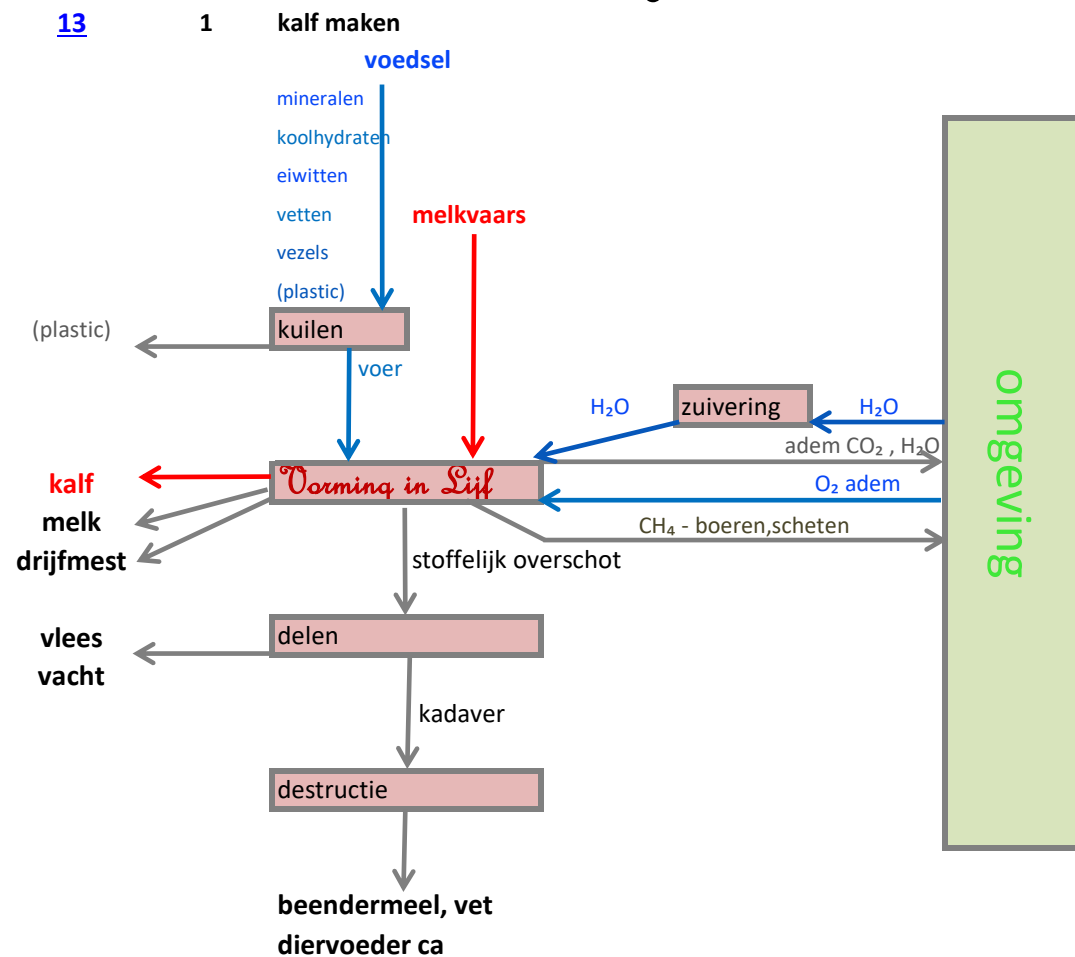 13 1 kalf maken
voedsel
mineralen
koolhydraten
eiwitten
vetten
melkvaars
vezels
(plastic)
(plastic)
kuilen
voer
H₂O
zuivering
H₂O
adem CO₂ , H₂O
kalf
Vorming in Lijf
O₂ adem
melk
CH₄ - boeren,scheten
drijfmest
stoffelijk overschot
omgeving
delen
vlees
vacht
kadaver
destructie
beendermeel, vet
diervoeder ca